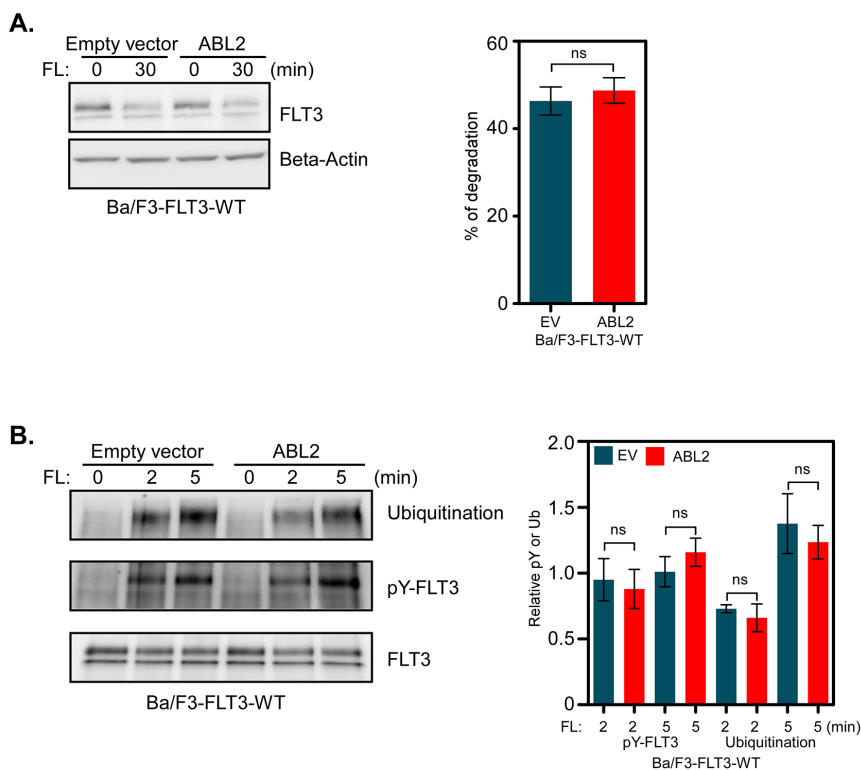 A.
Empty vector ABL2
FL: 0 30 0 30 (min)
FLT3
Beta-Actin
Ba/F3-FLT3-WT
60
40
20
0
% of degradation
ns
EV ABL2
Ba/F3-FLT3-WT
B.
Empty vector ABL2
FL: 0 2 5 0 2 5 (min)
Ubiquitination
pY-FLT3
FLT3
Ba/F3-FLT3-WT
2.0
1.5
1.0
0.5
0
Relative pY or Ub
EV ABL2
ns
ns
ns
ns
FL: 2 2 5 5 2 2 5 5 (min)
pY-FLT3 Ubiquitination
Ba/F3-FLT3-WT